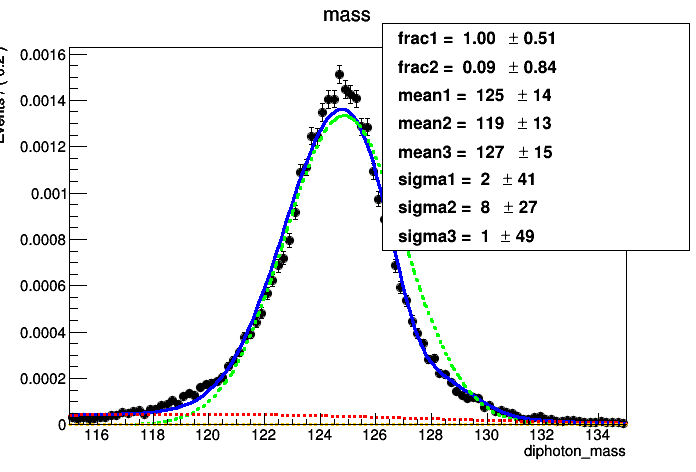 mass
Events / ( 0.2 )
frac1 = 1.00 ± 0.51
frac2 = 0.09 ± 0.84
mean1 = 125 ± 14
mean2 = 119 ± 13
mean3 = 127 ± 15
sigma1 = 2 ± 41
sigma2 = 8 ± 27
sigma3 = 1 ± 49
0.0016
0.0014
0.0012
0.001
0.0008
0.0006
0.0004
0.0002
0
116 118 120 122 124 126 128 130 132 134
diphoton_mass